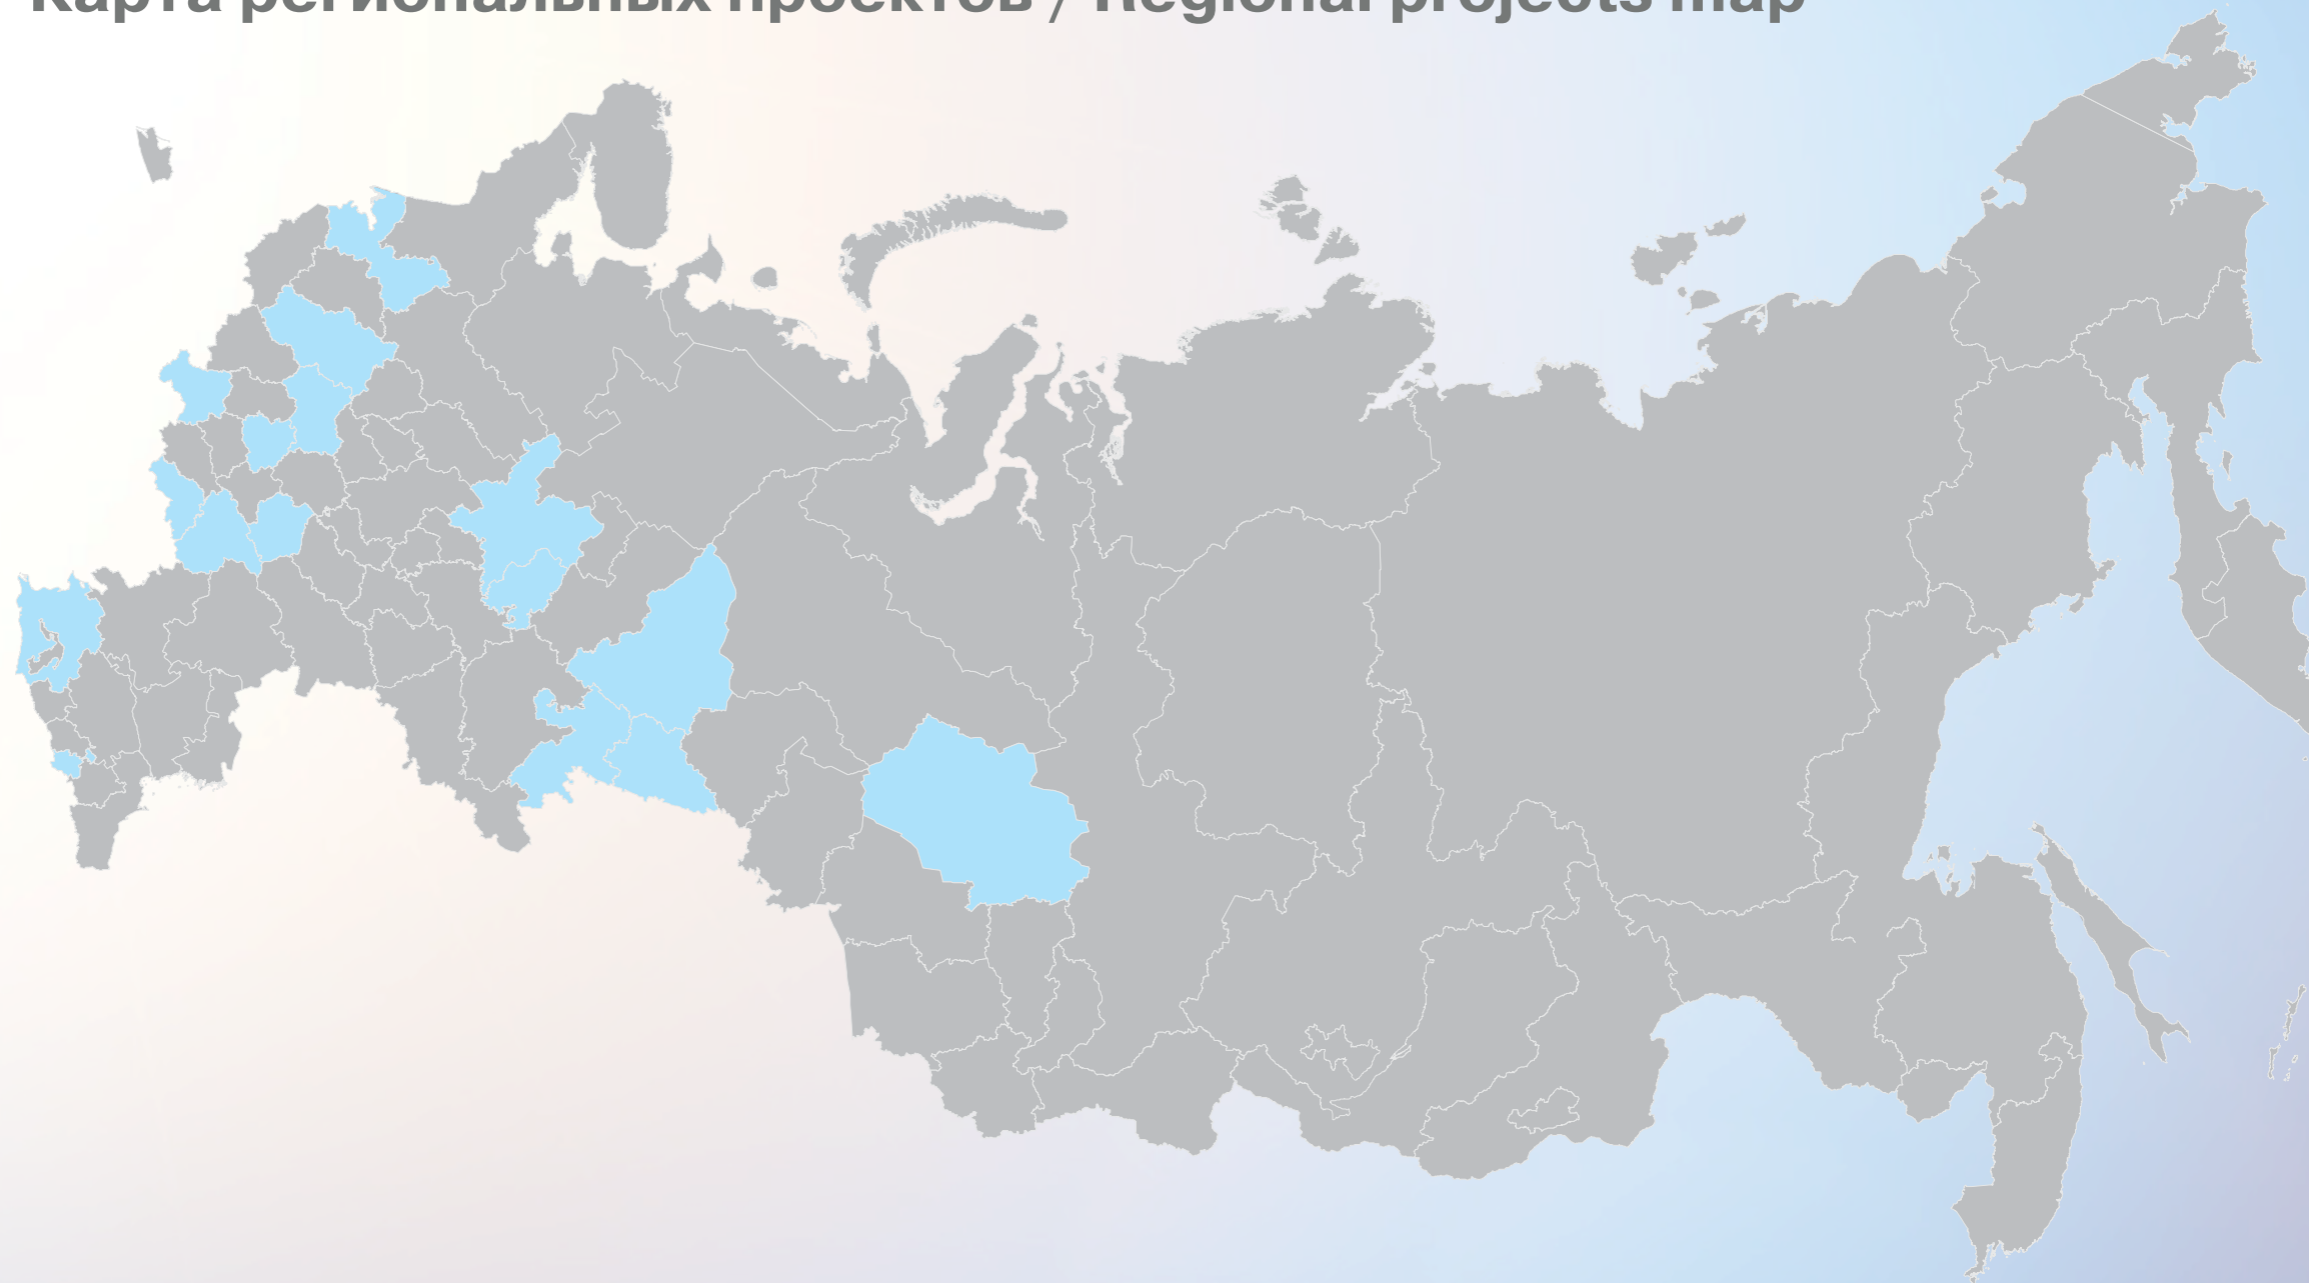 Карта региональных проектов / Regional projects map